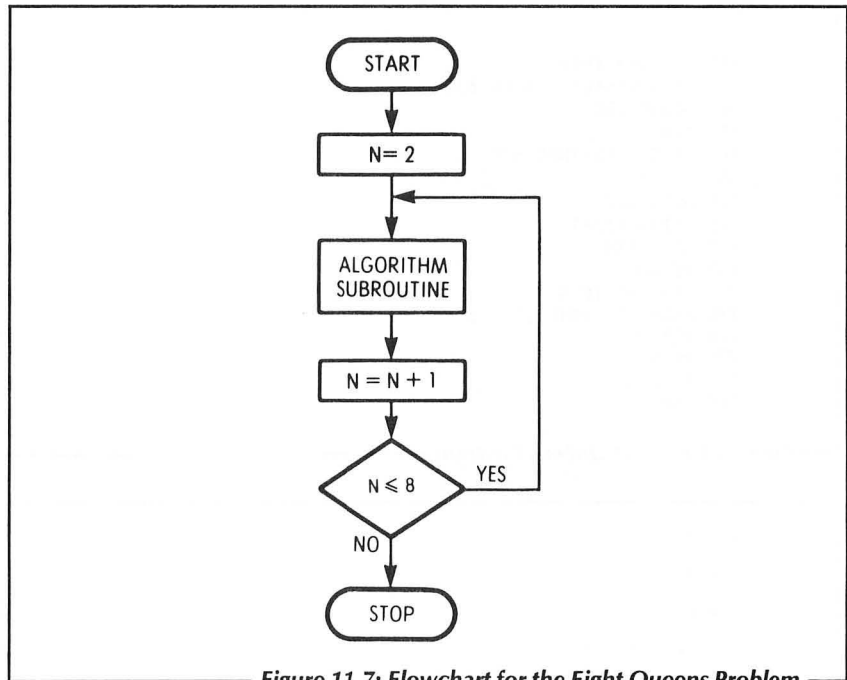 START
N= 2
ALGORITHM
SUBROUTINE
N = N + 1
N ≤ 8
YES
NO
STOP
Figure 11.7: Flowchart for the Eight Queens Problem